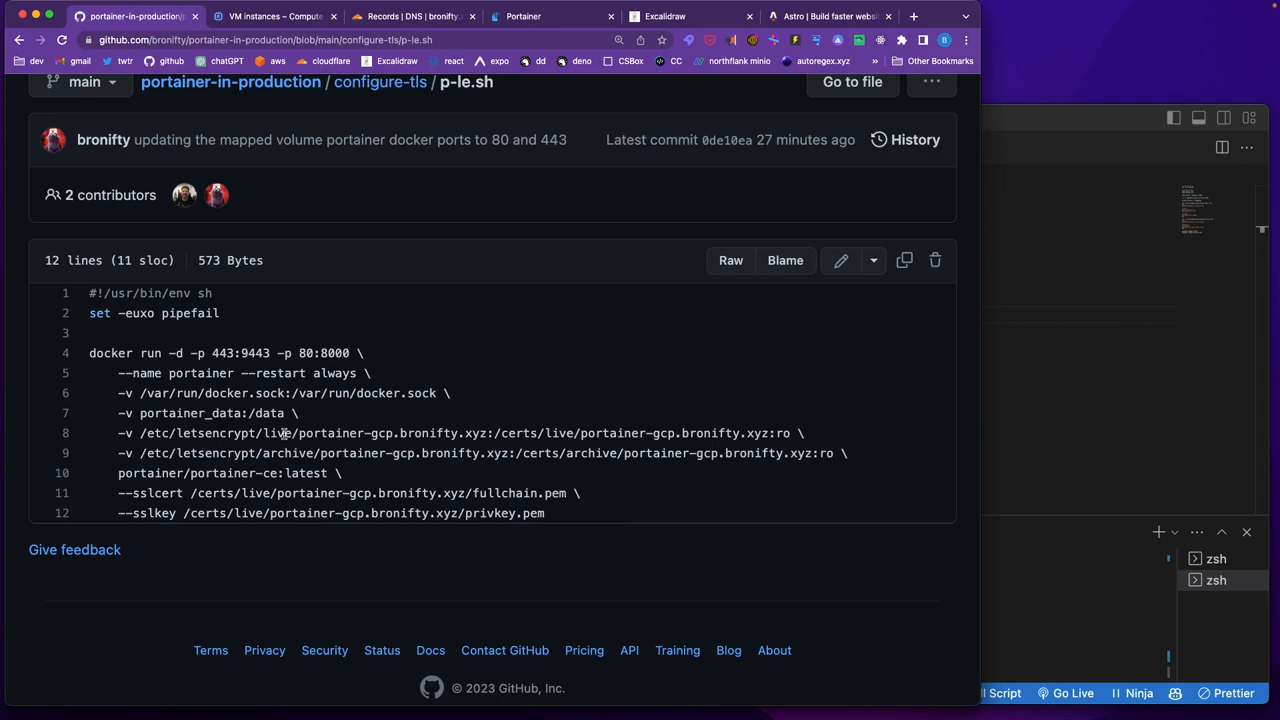 portainer-in-production/p
VM instances – Compute
Records | DNS | bronifty.
Portainer
Excalidraw
Astro | Build faster websi
github.com/bronifty/portainer-in-production/blob/main/configure-tls/p-le.sh
dev
gmail
twtr
github
chatGPT
aws
cloudflare
Excalidraw
react
expo
dd
deno
CSBox
CC
northflank minio
autoregex.xyz
»
Other Bookmarks
main
portainer-in-production / configure-tls / p-le.sh
Go to file
bronifty updating the mapped volume portainer docker ports to 80 and 443
Latest commit 0de10ea 27 minutes ago
History
2 contributors
12 lines (11 sloc) 573 Bytes
Raw
Blame
1 #!/usr/bin/env sh
2 set -euxo pipefail
3
4 docker run -d -p 443:9443 -p 80:8000 \
5 --name portainer --restart always \
6 -v /var/run/docker.sock:/var/run/docker.sock \
7 -v portainer_data:/data \
8 -v /etc/letsencrypt/live/portainer-gcp.bronifty.xyz:/certs/live/portainer-gcp.bronifty.xyz:ro \
9 -v /etc/letsencrypt/archive/portainer-gcp.bronifty.xyz:/certs/archive/portainer-gcp.bronifty.xyz:ro \
10 portainer/portainer-ce:latest \
11 --sslcert /certs/live/portainer-gcp.bronifty.xyz/fullchain.pem \
12 --sslkey /certs/live/portainer-gcp.bronifty.xyz/privkey.pem
Give feedback
Terms
Privacy
Security
Status
Docs
Contact GitHub
Pricing
API
Training
Blog
About
© 2023 GitHub, Inc.
zsh
zsh
ll Script
Go Live
Ninja
Prettier